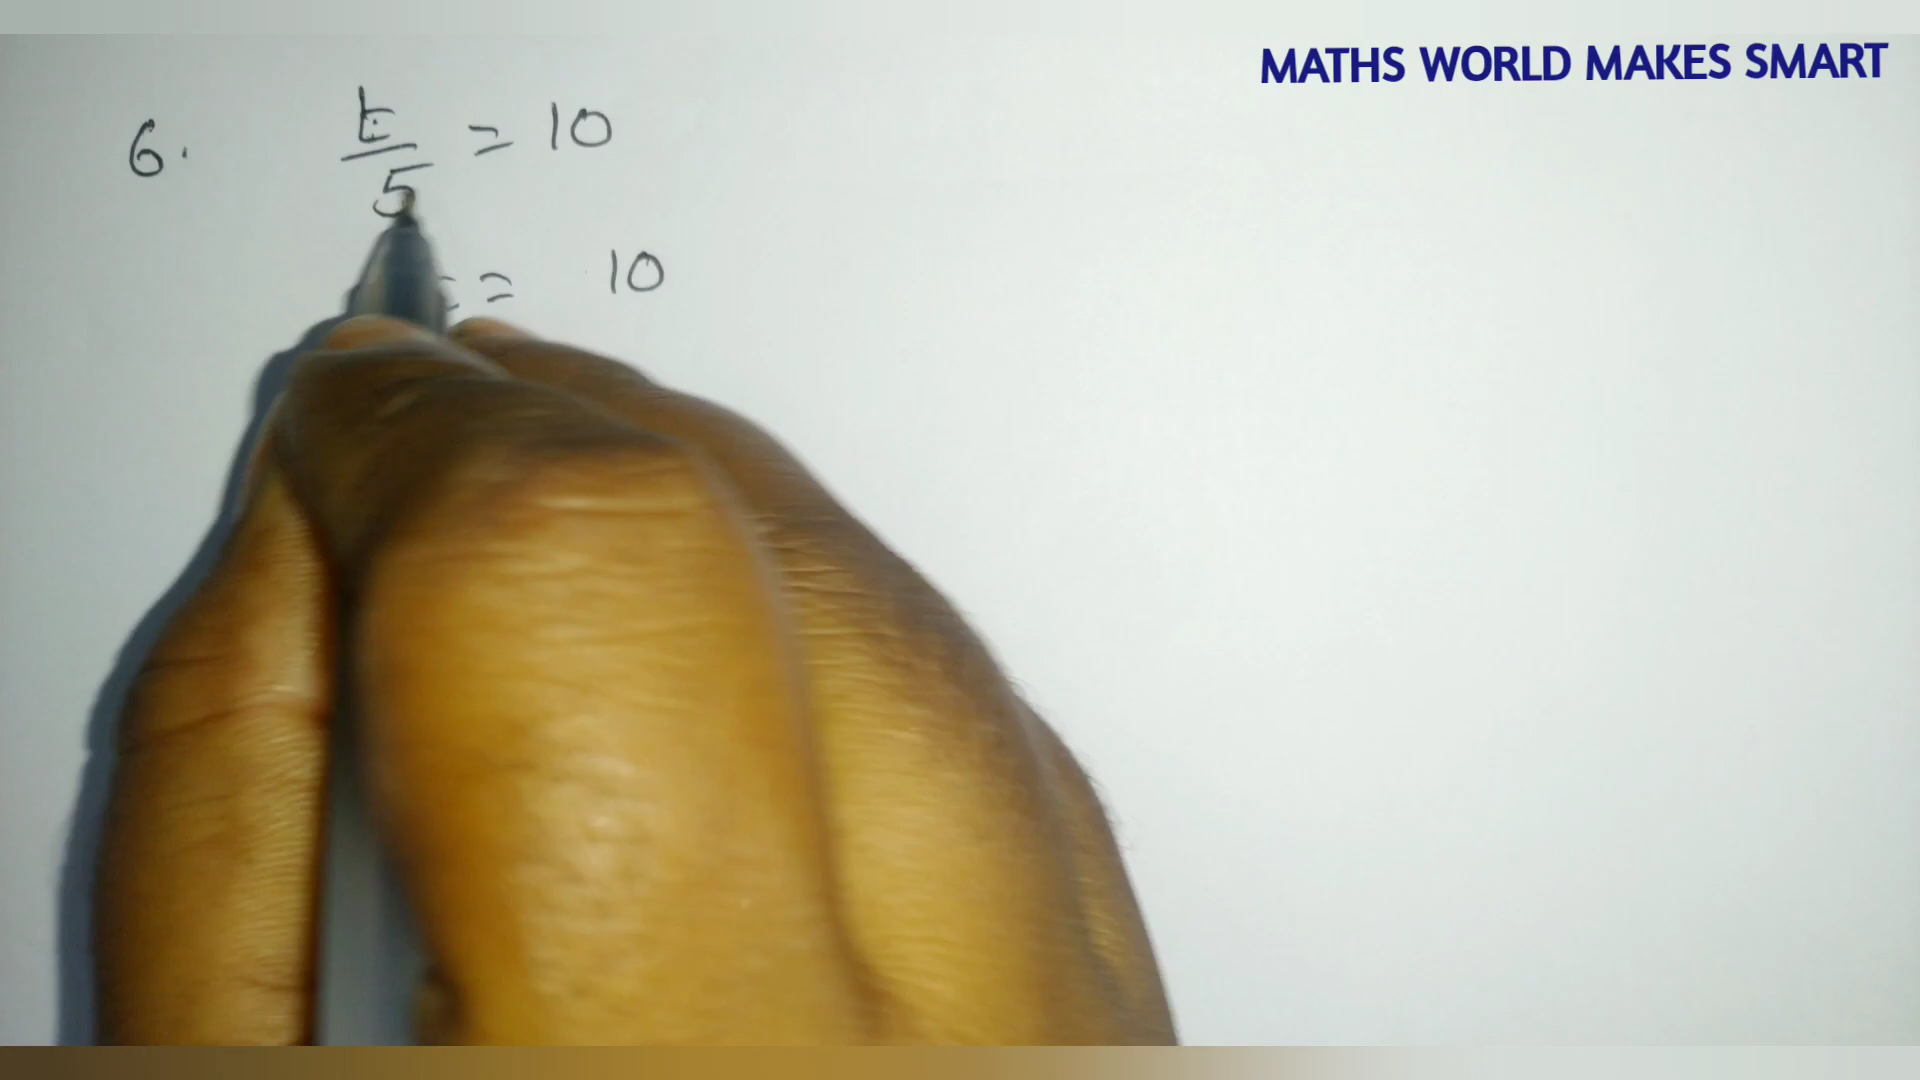 MATHS WORLD MAKES SMART
6. t/5 = 10
= 10